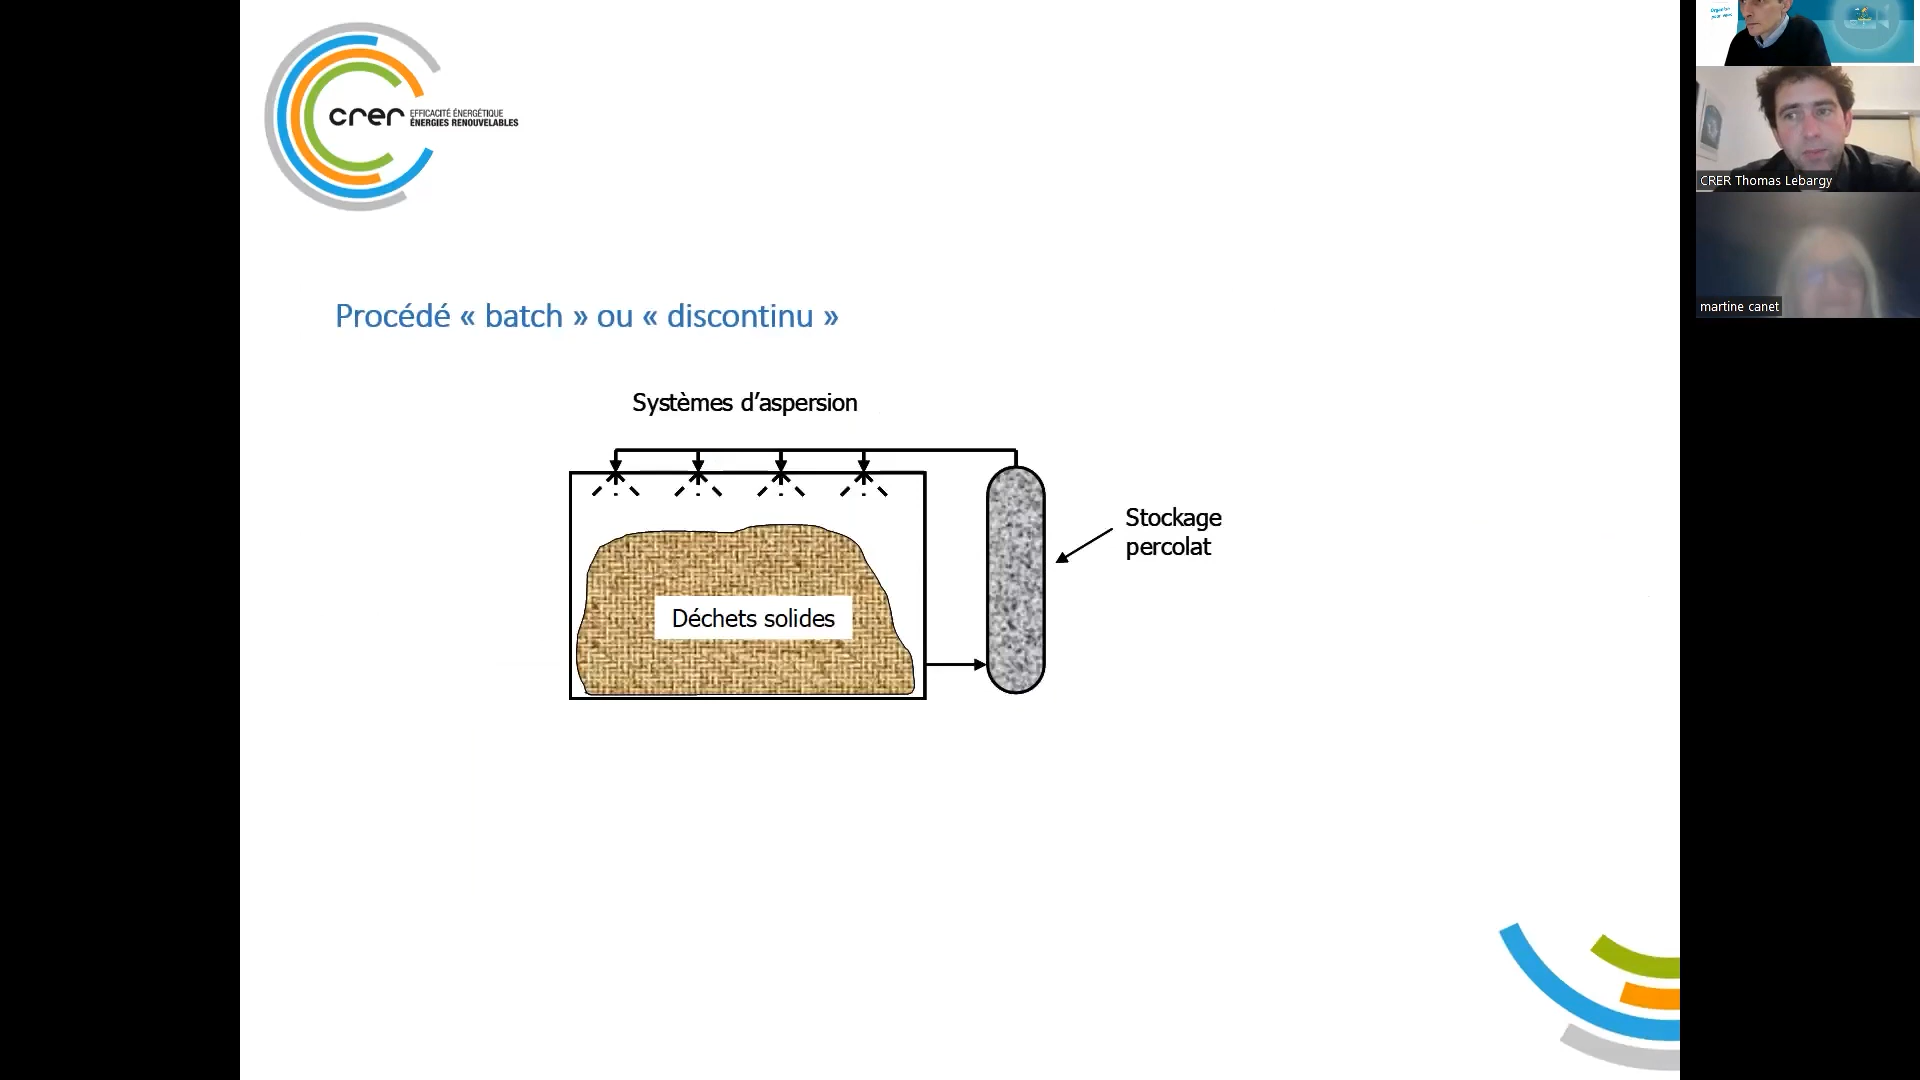 crer
EFFICACITÉ ÉNERGÉTIQUE
ÉNERGIES RENOUVELABLES
Procédé « batch » ou « discontinu »
Systèmes d’aspersion
Stockage
percolat
Déchets solides
CRER Thomas Lebargy
martine canet